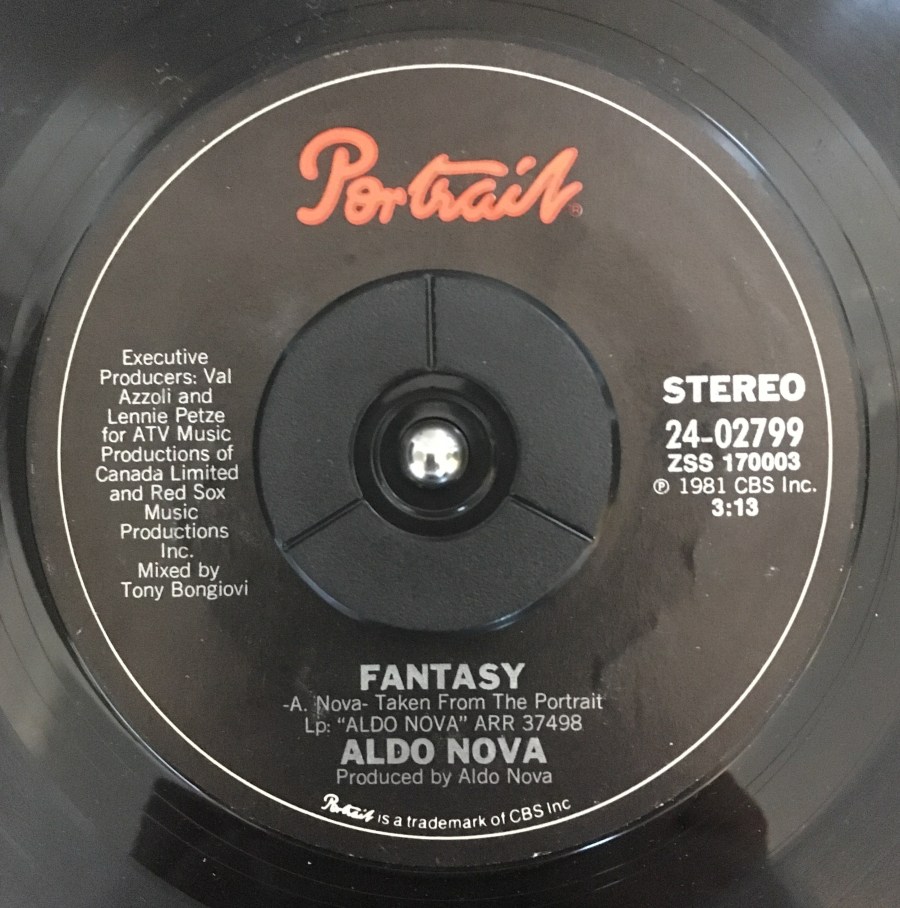 Portrait®
Executive
Producers: Val
Azzoli and
Lennie Petze
for ATV Music
Productions of
Canada Limited
and Red Sox
Music
Productions
Inc.
Mixed by
Tony Bongiovi
STEREO
24-02799
ZSS 170003
℗ 1981 CBS Inc.
3:13
FANTASY
-A. Nova- Taken From The Portrait
Lp: “ALDO NOVA” ARR 37498
ALDO NOVA
Produced by Aldo Nova
Portrait is a trademark of CBS Inc